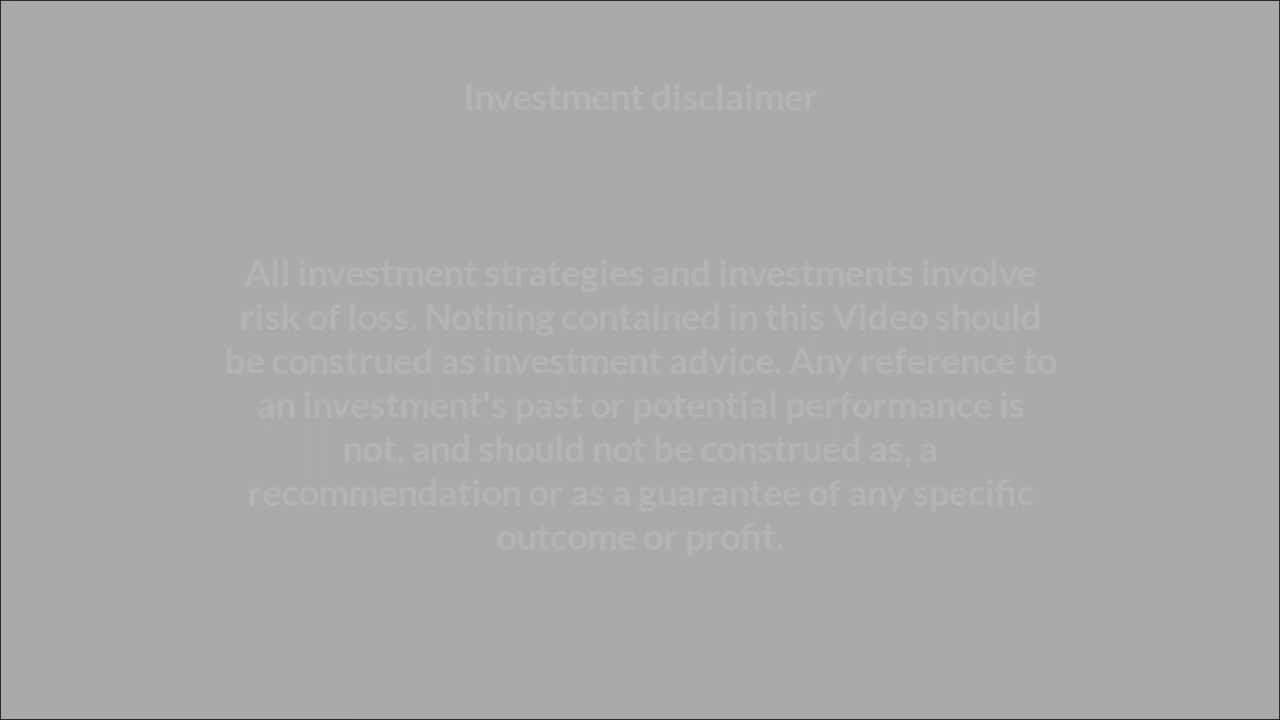 Investment disclaimer
All investment strategies and investments involve
risk of loss. Nothing contained in this Video should
be construed as investment advice. Any reference to
an investment's past or potential performance is
not, and should not be construed as, a
recommendation or as a guarantee of any specific
outcome or profit.